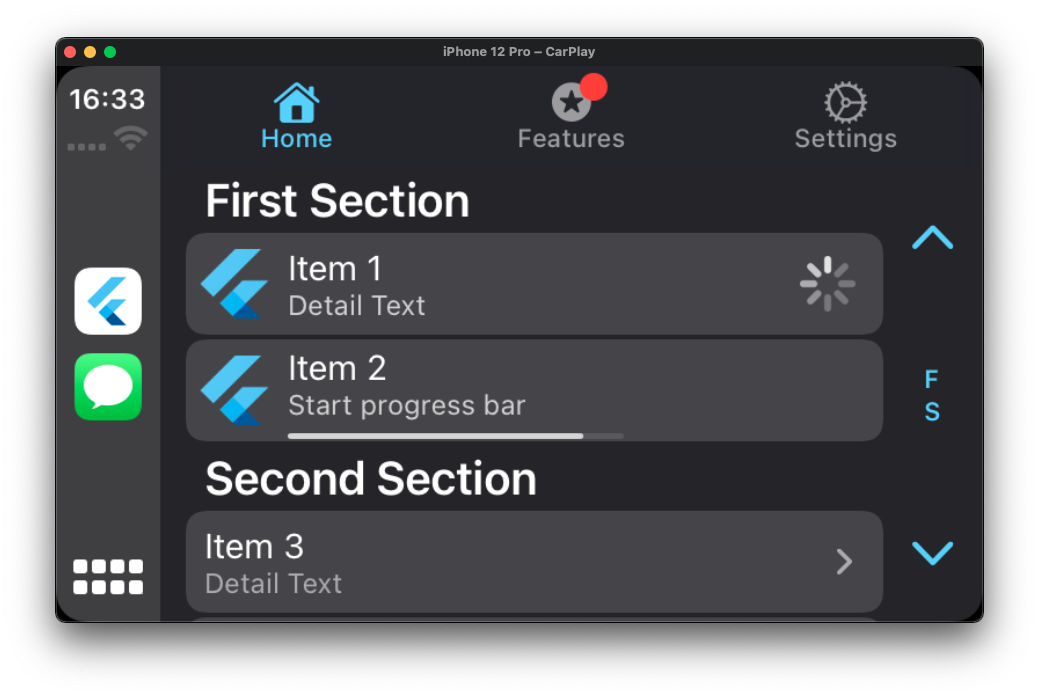 iPhone 12 Pro – CarPlay
16:33
Home
Features
Settings
First Section
Item 1
Detail Text
Item 2
Start progress bar
F
S
Second Section
Item 3
Detail Text